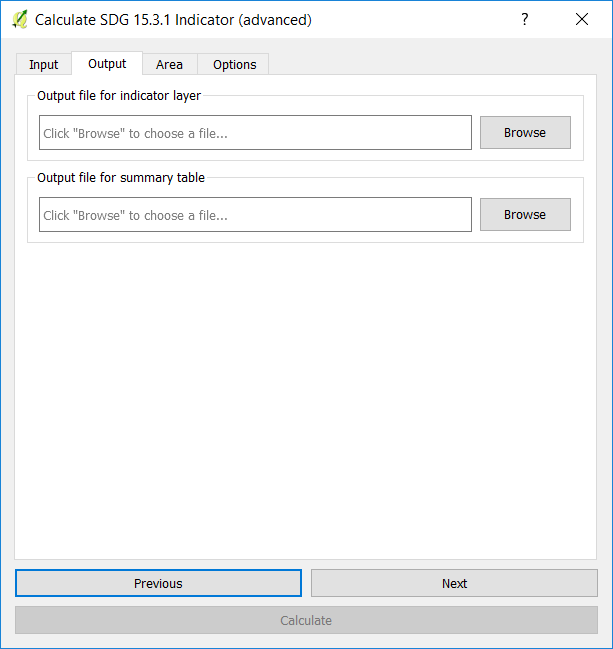 Calculate SDG 15.3.1 Indicator (advanced) ?
Input Output Area Options
Output file for indicator layer
Click "Browse" to choose a file... Browse
Output file for summary table
Click "Browse" to choose a file... Browse
Previous Next
Calculate